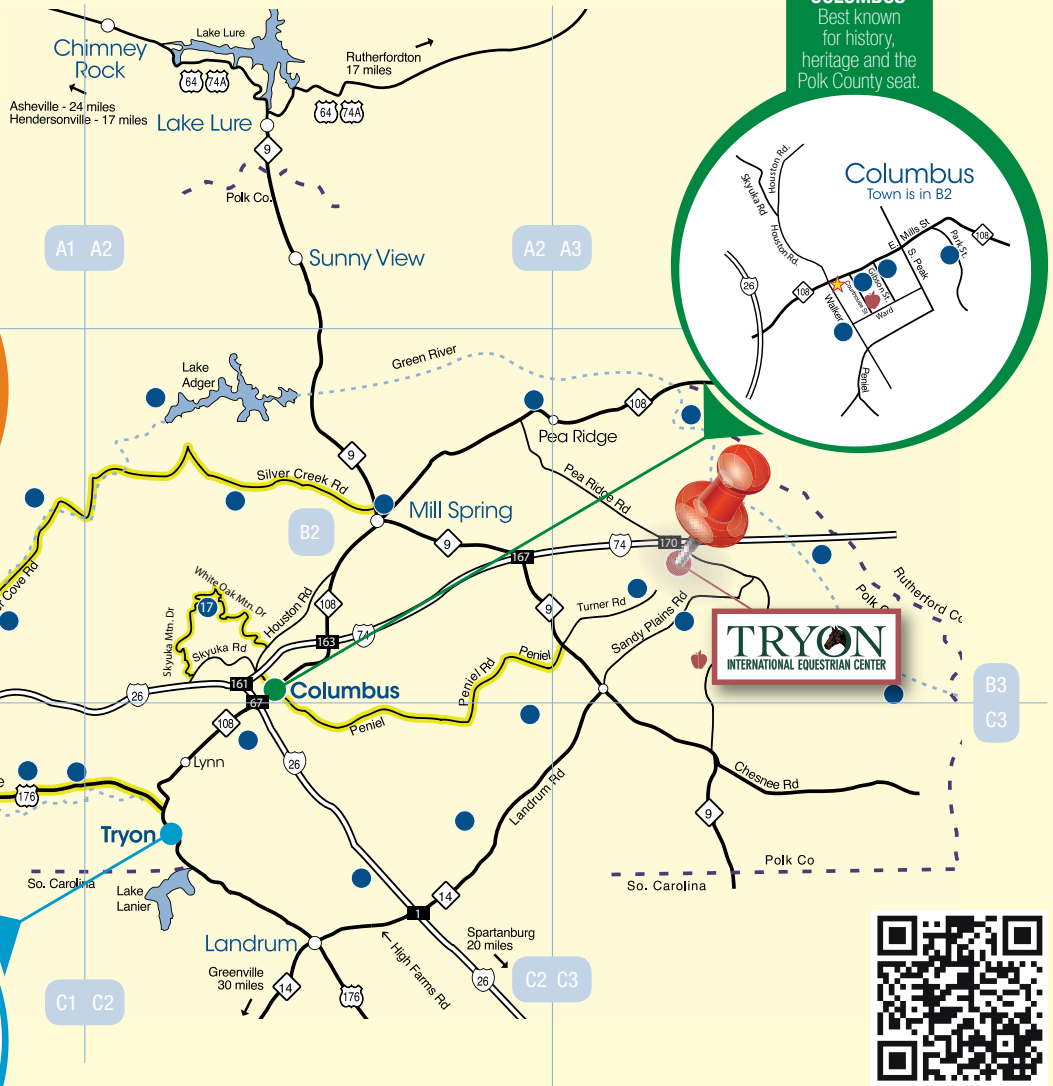 COLUMBUS
Best known
for history,
heritage and the
Polk County seat.
Chimney
Rock
Lake Lure
Rutherfordton
17 miles
64 74A
64 74A
Asheville - 24 miles
Hendersonville - 17 miles
Lake Lure
9
Polk Co.
Columbus
Town is in B2
Houston Rd.
Skyuka Rd
Houston Rd.
E. Mills St
108
Park St.
S. Peak
Gibson St.
Courthouse St
26
108
Walker
Ward
Peniel
A1 A2
A2 A3
Sunny View
Green River
Lake
Adger
108
Pea Ridge
9
Silver Creek Rd
Pea Ridge Rd
Mill Spring
B2
9
74
170
167
Cove Rd
White Oak Mtn. Dr
17
Houston Rd
108
9
Turner Rd
Sandy Plains Rd
Rutherford Co
Polk C
Skyuka Mtn. Dr
Skyuka Rd
163
74
TRYON
INTERNATIONAL EQUESTRIAN CENTER
Peniel
Peniel Rd
26
161
Columbus
67
B3
C3
108
Peniel
Lynn
26
Chesnee Rd
Landrum Rd
176
9
Tryon
Polk Co
So. Carolina
So. Carolina
Lake
Lanier
14
1
Landrum
Spartanburg
20 miles
High Farms Rd
Greenville
30 miles
14
176
26
C1 C2
C2 C3